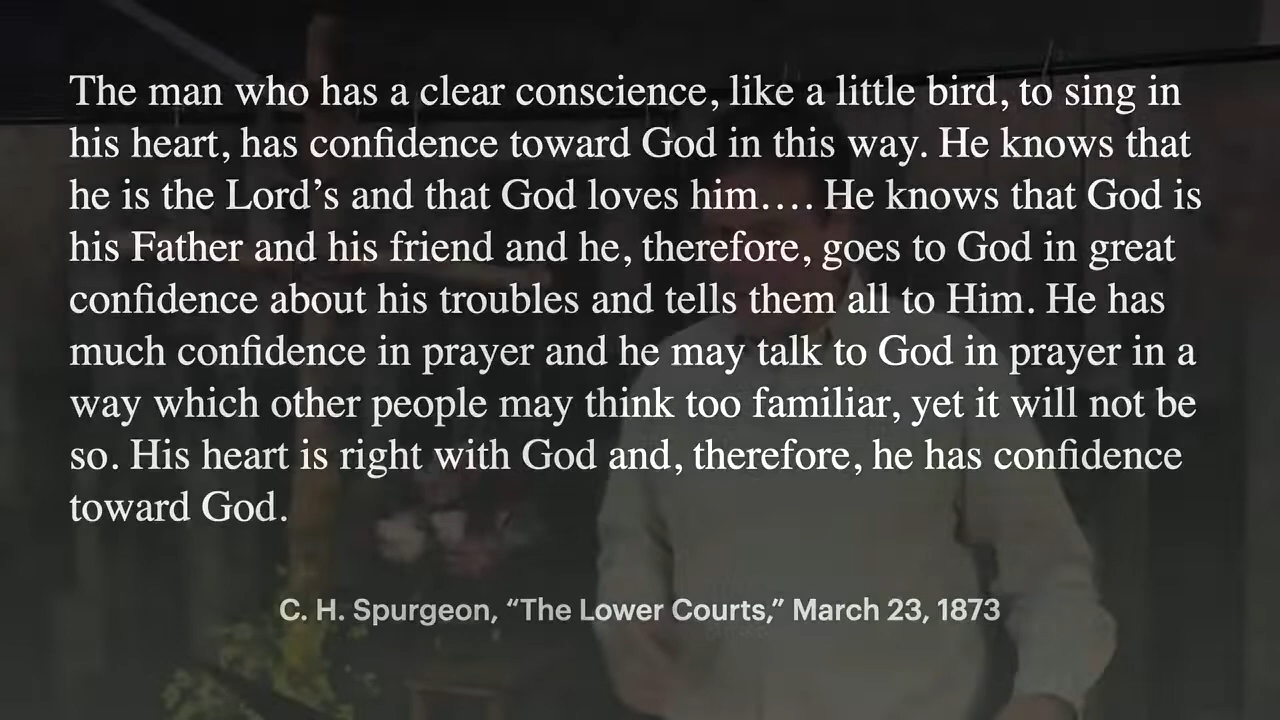 The man who has a clear conscience, like a little bird, to sing in
his heart, has confidence toward God in this way. He knows that
he is the Lord’s and that God loves him…. He knows that God is
his Father and his friend and he, therefore, goes to God in great
confidence about his troubles and tells them all to Him. He has
much confidence in prayer and he may talk to God in prayer in a
way which other people may think too familiar, yet it will not be
so. His heart is right with God and, therefore, he has confidence
toward God.
C. H. Spurgeon, “The Lower Courts,” March 23, 1873